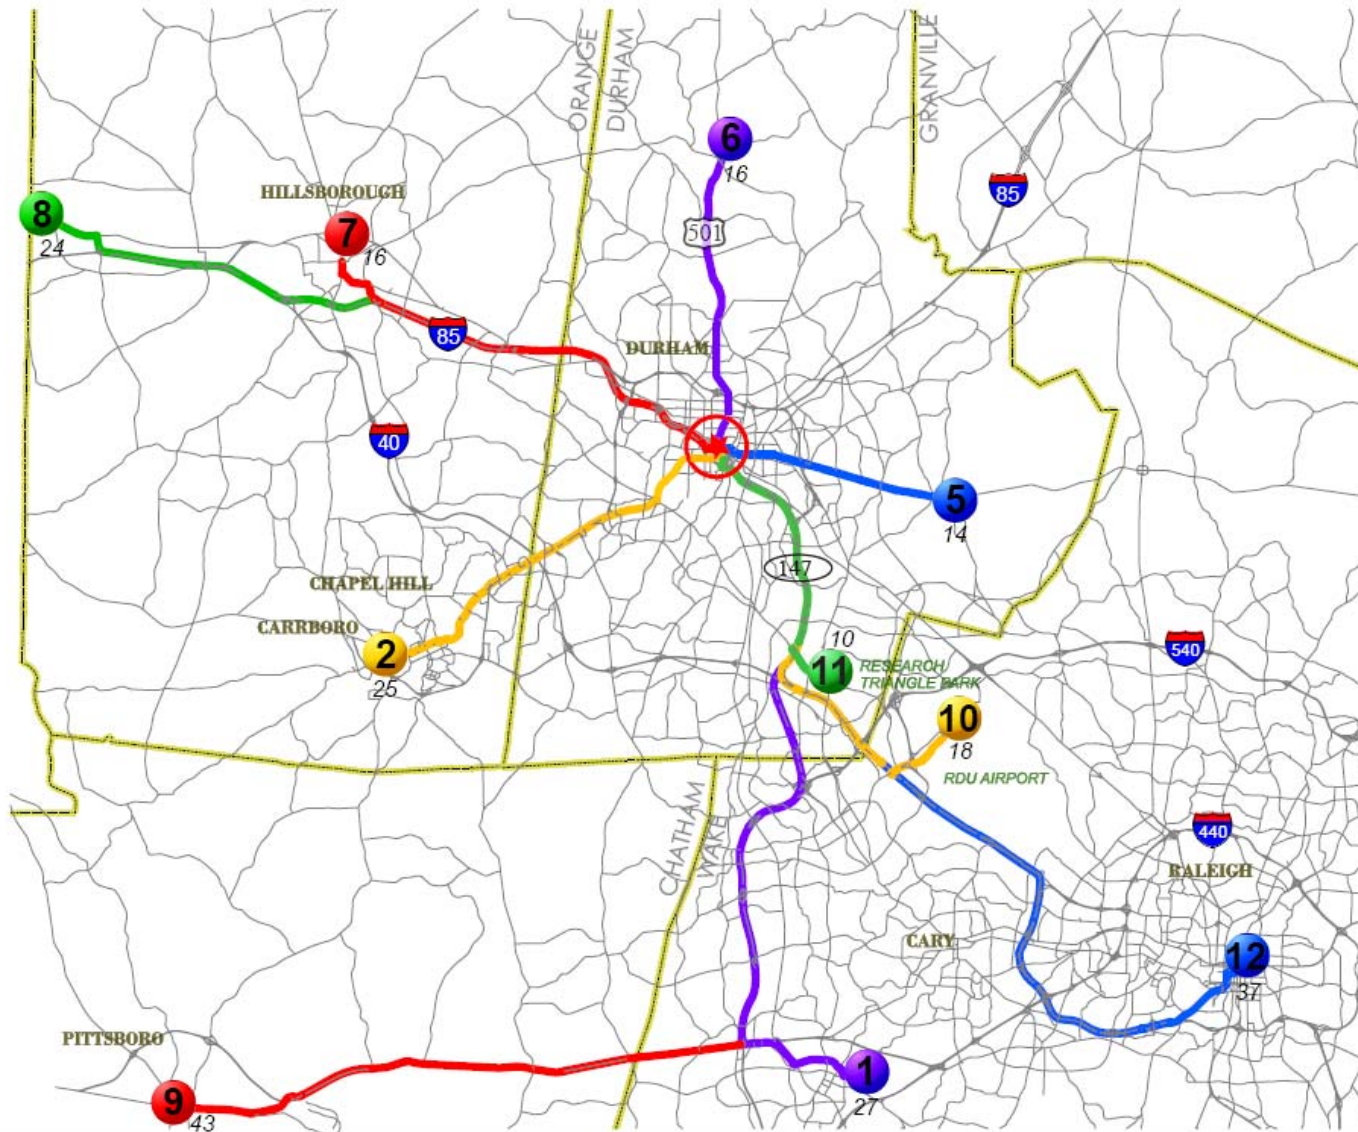 ORANGE
DURHAM
GRANVILLE
6
16
85
HILLSBOROUGH
8
24
7
16
501
85
DURHAM
40
5
14
147
CHAPEL HILL
CARRBORO
2
25
10
11
RESEARCH
TRIANGLE PARK
540
10
18
RDU AIRPORT
CHATHAM
WAKE
440
RALEIGH
CARY
12
37
PITTSBORO
9
43
1
27